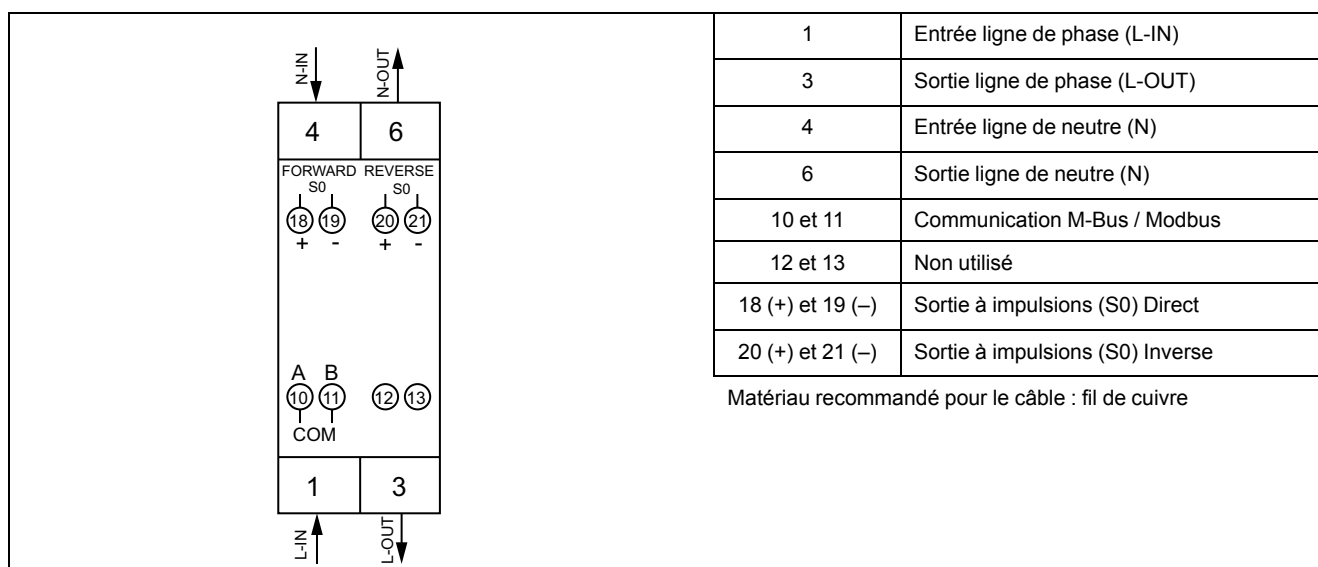 N-IN
N-OUT
4 6
FORWARD REVERSE
S0 S0
18 19 20 21
+ - + -
A B
10 11 12 13
COM
1 3
L-IN
L-OUT
1 Entrée ligne de phase (L-IN)
3 Sortie ligne de phase (L-OUT)
4 Entrée ligne de neutre (N)
6 Sortie ligne de neutre (N)
10 et 11 Communication M-Bus / Modbus
12 et 13 Non utilisé
18 (+) et 19 (–) Sortie à impulsions (S0) Direct
20 (+) et 21 (–) Sortie à impulsions (S0) Inverse
Matériau recommandé pour le câble : fil de cuivre